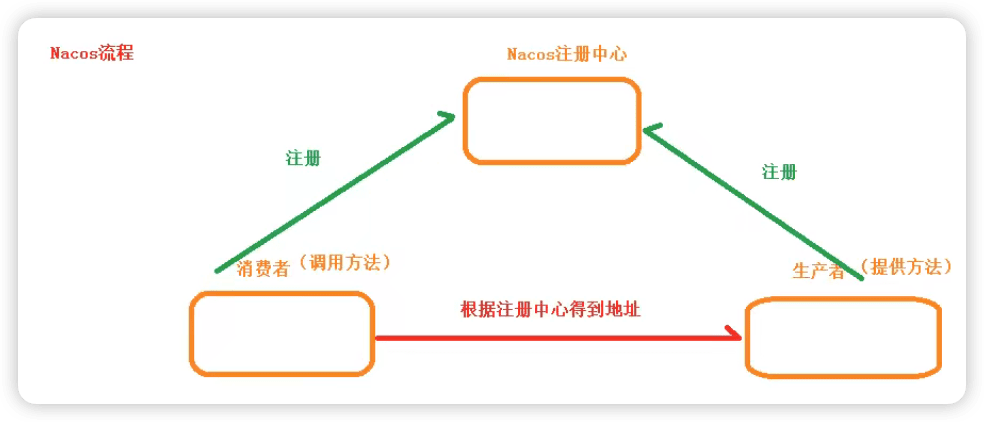 Nacos流程
Nacos注册中心
注册
注册
消费者（调用方法）
生产者（提供方法）
根据注册中心得到地址